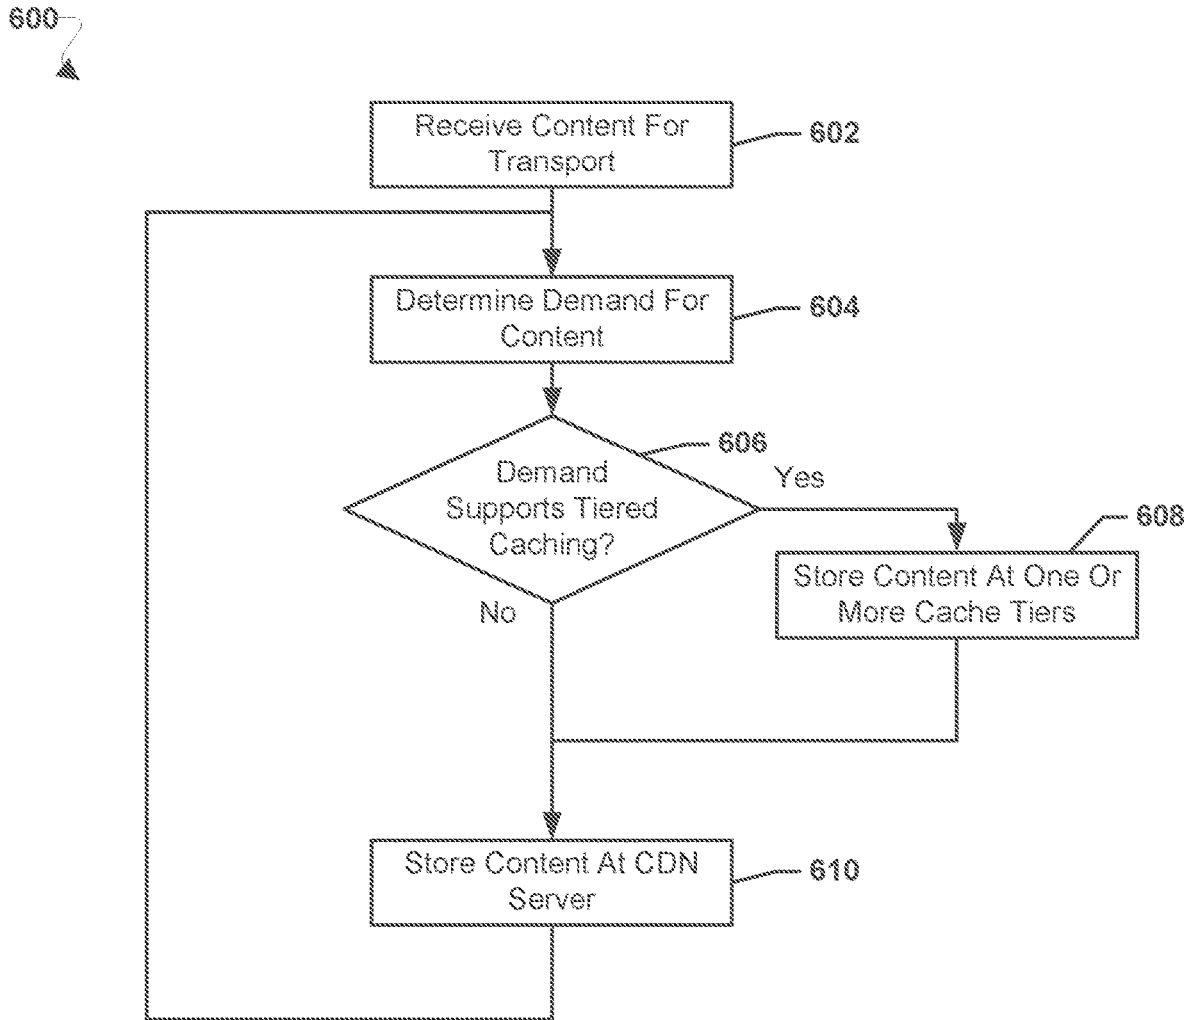 600
Receive Content For
Transport
602
Determine Demand For
Content
604
606
Demand
Supports Tiered
Caching?
Yes
608
Store Content At One Or
More Cache Tiers
No
Store Content At CDN
Server
610